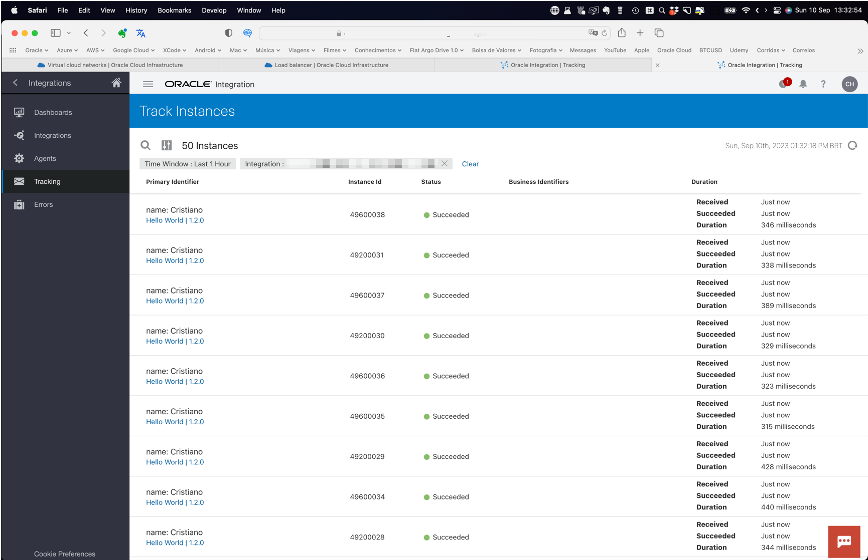 Safari File Edit View History Bookmarks Develop Window Help Sun 10 Sep 13:32:54
Oracle Azure AWS Google Cloud XCode Android Mac Música Viagens Filmes Conhecimentos Fiat Argo Drive 1.0 Bolsa de Valores Fotografia Messages YouTube Apple Oracle Cloud BTCUSD Udemy Corridas Correios
Virtual cloud networks | Oracle Cloud Infrastructure Load balancer | Oracle Cloud Infrastructure Oracle Integration | Tracking Oracle Integration | Tracking
Integrations ORACLE Integration 1 ? CH
Track Instances
Dashboards
Integrations
Agents
Tracking
Errors
Cookie Preferences
50 Instances Sun, Sep 10th, 2023 01:32:18 PM BRT
Time Window : Last 1 Hour Integration : Clear
Primary Identifier Instance Id Status Business Identifiers Duration
name: Cristiano
Hello World | 1.2.0
49600038 Succeeded
Received Just now
Succeeded Just now
Duration 346 milliseconds
name: Cristiano
Hello World | 1.2.0
49200031 Succeeded
Received Just now
Succeeded Just now
Duration 338 milliseconds
name: Cristiano
Hello World | 1.2.0
49600037 Succeeded
Received Just now
Succeeded Just now
Duration 389 milliseconds
name: Cristiano
Hello World | 1.2.0
49200030 Succeeded
Received Just now
Succeeded Just now
Duration 329 milliseconds
name: Cristiano
Hello World | 1.2.0
49600036 Succeeded
Received Just now
Succeeded Just now
Duration 323 milliseconds
name: Cristiano
Hello World | 1.2.0
49600035 Succeeded
Received Just now
Succeeded Just now
Duration 315 milliseconds
name: Cristiano
Hello World | 1.2.0
49200029 Succeeded
Received Just now
Succeeded Just now
Duration 428 milliseconds
name: Cristiano
Hello World | 1.2.0
49600034 Succeeded
Received Just now
Succeeded Just now
Duration 440 milliseconds
name: Cristiano
Hello World | 1.2.0
49200028 Succeeded
Received Just now
Succeeded Just now
Duration 344 milliseconds